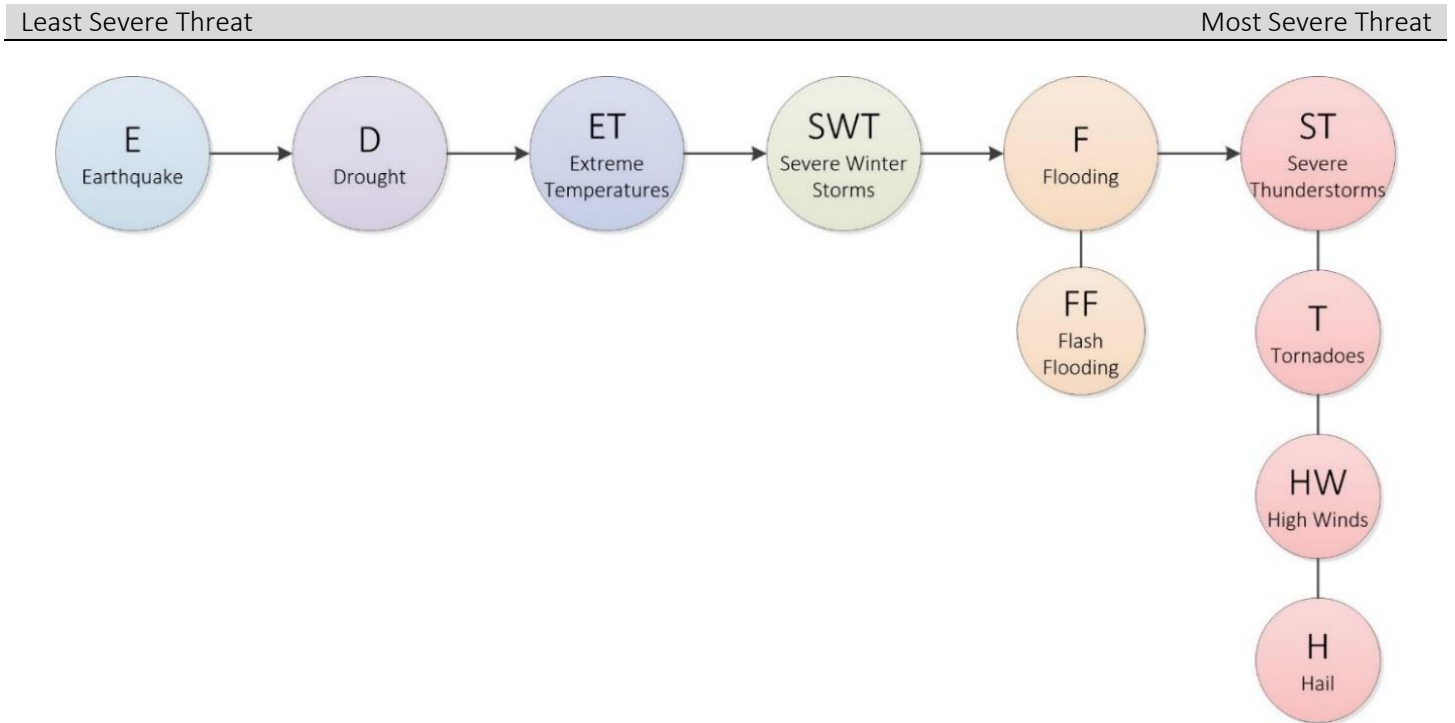 Least Severe Threat Most Severe Threat
E
Earthquake
D
Drought
ET
Extreme
Temperatures
SWT
Severe Winter
Storms
F
Flooding
ST
Severe
Thunderstorms
FF
Flash
Flooding
T
Tornadoes
HW
High Winds
H
Hail